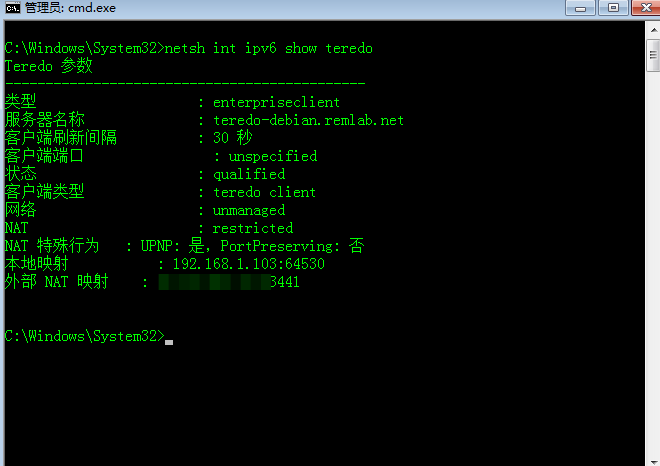 管理员: cmd.exe
C:\Windows\System32>netsh int ipv6 show teredo
Teredo 参数
---------------------------------------------
类型 : enterpriseclient
服务器名称 : teredo-debian.remlab.net
客户端刷新间隔 : 30 秒
客户端端口 : unspecified
状态 : qualified
客户端类型 : teredo client
网络 : unmanaged
NAT : restricted
NAT 特殊行为 : UPNP: 是，PortPreserving: 否
本地映射 : 192.168.1.103:64530
外部 NAT 映射 : 3441
C:\Windows\System32>